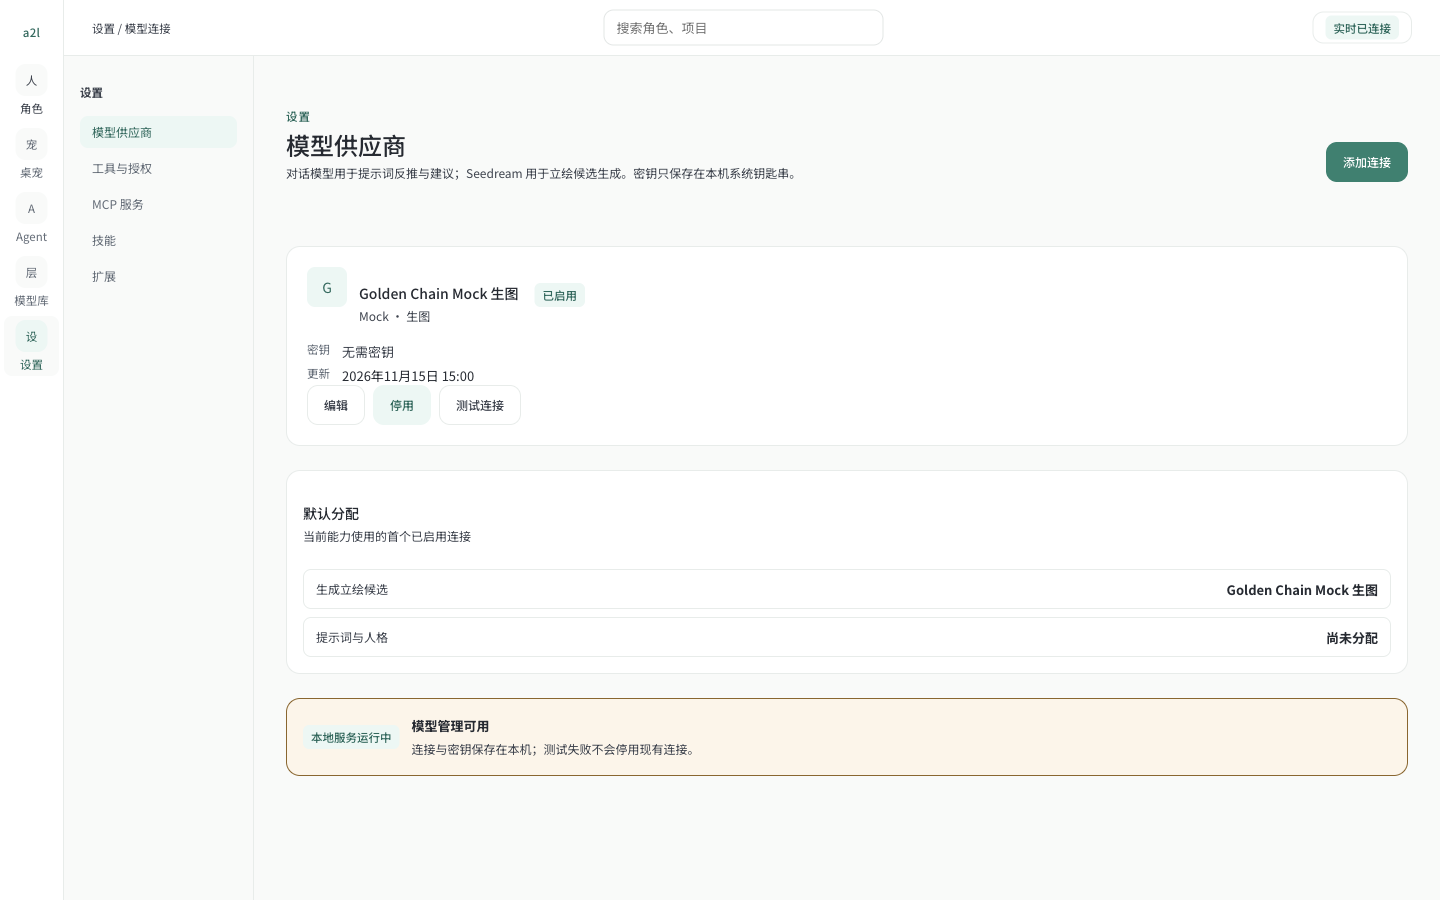 a2l
人
角色
宠
桌宠
A
Agent
层
模型库
设
设置
设置 / 模型连接
搜索角色、项目
实时已连接
设置
模型供应商
工具与授权
MCP 服务
技能
扩展
设置
模型供应商
对话模型用于提示词反推与建议；Seedream 用于立绘候选生成。密钥只保存在本机系统钥匙串。
添加连接
G
Golden Chain Mock 生图
已启用
Mock · 生图
密钥 无需密钥
更新 2026年11月15日 15:00
编辑
停用
测试连接
默认分配
当前能力使用的首个已启用连接
生成立绘候选
Golden Chain Mock 生图
提示词与人格
尚未分配
本地服务运行中
模型管理可用
连接与密钥保存在本机；测试失败不会停用现有连接。